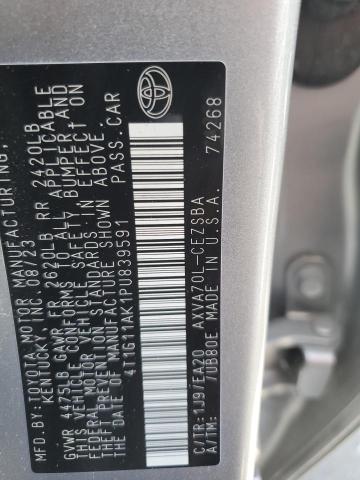 MFD BY:TOYOTA MOTOR MANUFACTURING,
KENTUCKY, INC. 08/23
GVWR 4475LB GAWR FR 2620LB RR 2420LB
THIS VEHICLE CONFORMS TO ALL APPLICABLE
FEDERAL MOTOR VEHICLE SAFETY, BUMPER AND
THEFT PREVENTION STANDARDS IN EFFECT
ON THE DATE OF MANUFACTURE SHOWN ABOVE.
4T1G11AK1PU839591 PASS.CAR
C/TR:1J97EA20 AXVA70L-CEZSBA
A/TM: 7UB80E MADE IN U.S.A. 74268